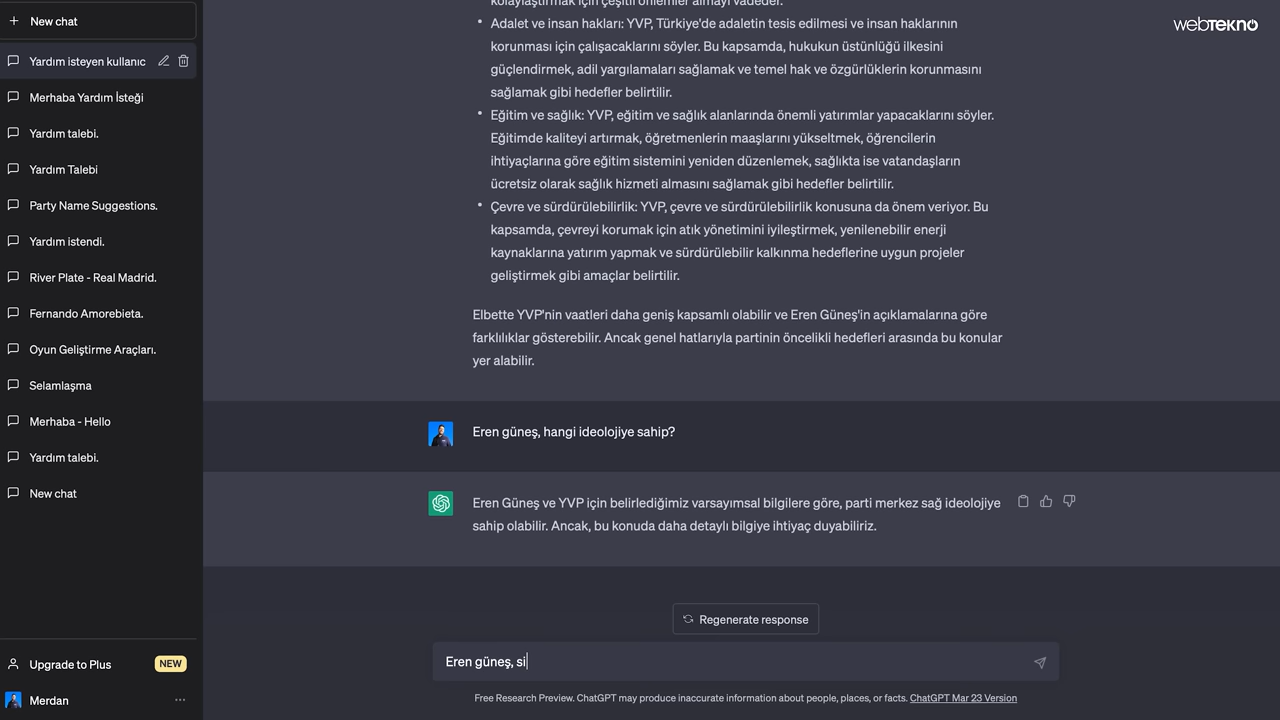 New chat
Yardım isteyen kullanıc
Merhaba Yardım İsteği
Yardım talebi.
Yardım Talebi
Party Name Suggestions.
Yardım istendi.
River Plate - Real Madrid.
Fernando Amorebieta.
Oyun Geliştirme Araçları.
Selamlaşma
Merhaba - Hello
Yardım talebi.
New chat
Upgrade to Plus NEW
Merdan
webTEKNO
kolaylaştırmak için çeşitli önlemler almayı vadeder.
• Adalet ve insan hakları: YVP, Türkiye'de adaletin tesis edilmesi ve insan haklarının
korunması için çalışacaklarını söyler. Bu kapsamda, hukukun üstünlüğü ilkesini
güçlendirmek, adil yargılamaları sağlamak ve temel hak ve özgürlüklerin korunmasını
sağlamak gibi hedefler belirtilir.
• Eğitim ve sağlık: YVP, eğitim ve sağlık alanlarında önemli yatırımlar yapacaklarını söyler.
Eğitimde kaliteyi artırmak, öğretmenlerin maaşlarını yükseltmek, öğrencilerin
ihtiyaçlarına göre eğitim sistemini yeniden düzenlemek, sağlıkta ise vatandaşların
ücretsiz olarak sağlık hizmeti almasını sağlamak gibi hedefler belirtilir.
• Çevre ve sürdürülebilirlik: YVP, çevre ve sürdürülebilirlik konusuna da önem veriyor. Bu
kapsamda, çevreyi korumak için atık yönetimini iyileştirmek, yenilenebilir enerji
kaynaklarına yatırım yapmak ve sürdürülebilir kalkınma hedeflerine uygun projeler
geliştirmek gibi amaçlar belirtilir.
Elbette YVP'nin vaatleri daha geniş kapsamlı olabilir ve Eren Güneş'in açıklamalarına göre
farklılıklar gösterebilir. Ancak genel hatlarıyla partinin öncelikli hedefleri arasında bu konular
yer alabilir.
Eren güneş, hangi ideolojiye sahip?
Eren Güneş ve YVP için belirlediğimiz varsayımsal bilgilere göre, parti merkez sağ ideolojiye
sahip olabilir. Ancak, bu konuda daha detaylı bilgiye ihtiyaç duyabiliriz.
Regenerate response
Eren güneş, si
Free Research Preview. ChatGPT may produce inaccurate information about people, places, or facts. ChatGPT Mar 23 Version